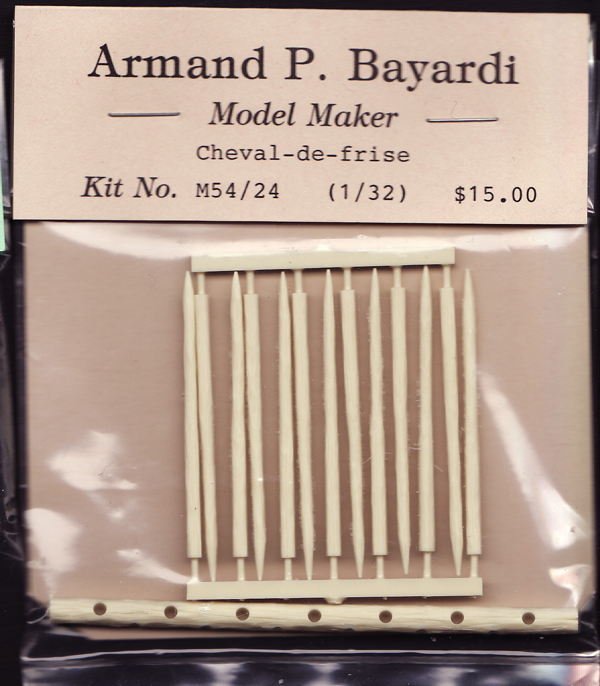 Armand P. Bayardi
Model Maker
Cheval-de-frise
Kit No. M54/24 (1/32) $15.00